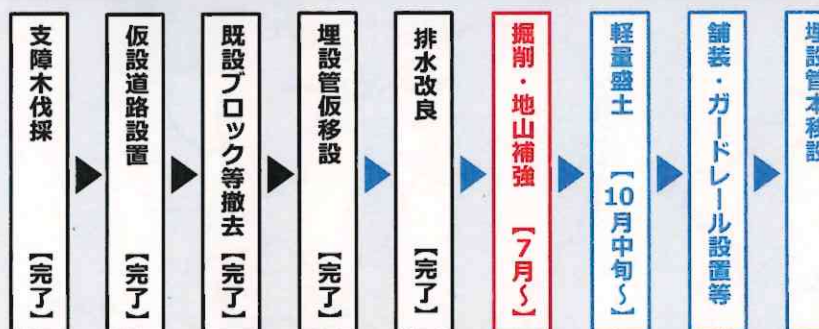 支障木伐採 【完了】
仮設道路設置 【完了】
既設ブロック等撤去【完了】
埋設管仮移設 【完了】
排水改良 【完了】
掘削・地山補強 【7月~】
軽量盛土 【10月中旬~】
舗装・ガードレール設置等
埋設管本移設